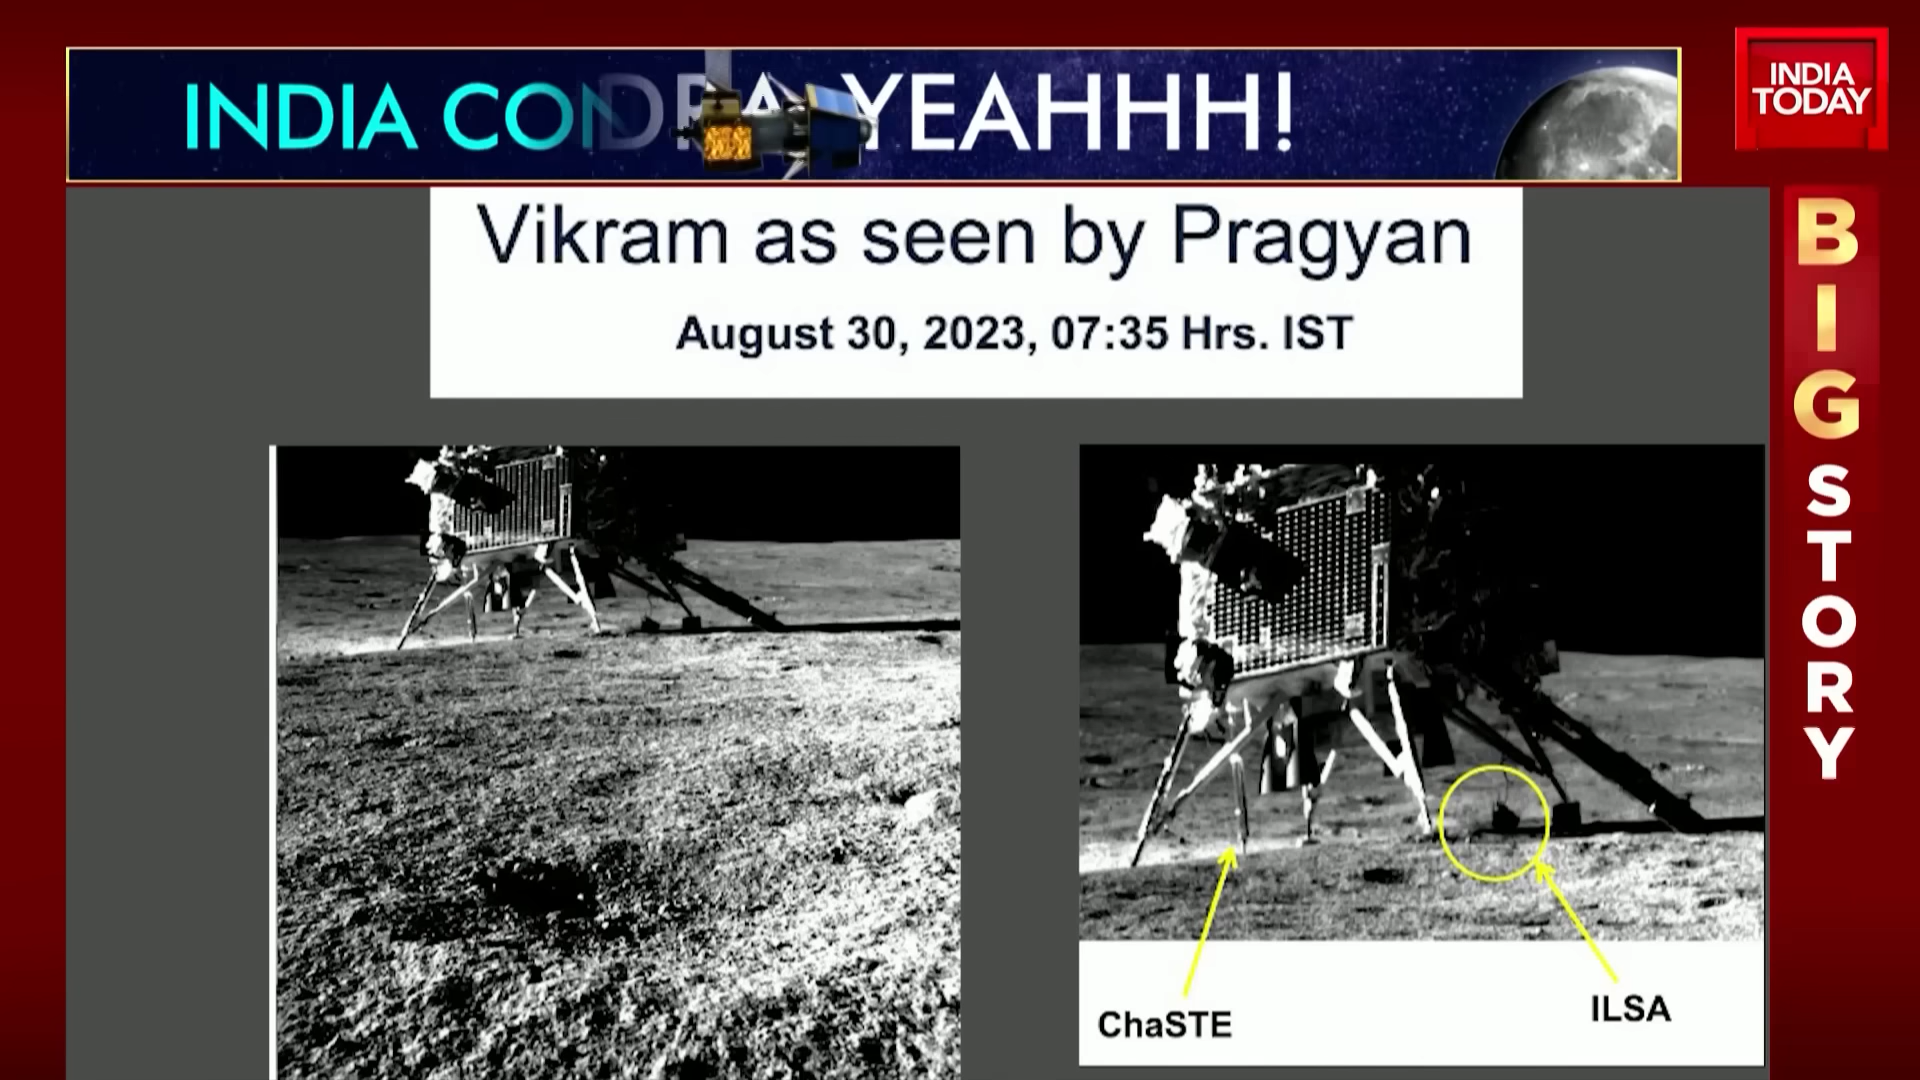 INDIA CON DRA YEAHHH!
INDIA
TODAY
BIG
STORY
Vikram as seen by Pragyan
August 30, 2023, 07:35 Hrs. IST
ChaSTE
ILSA